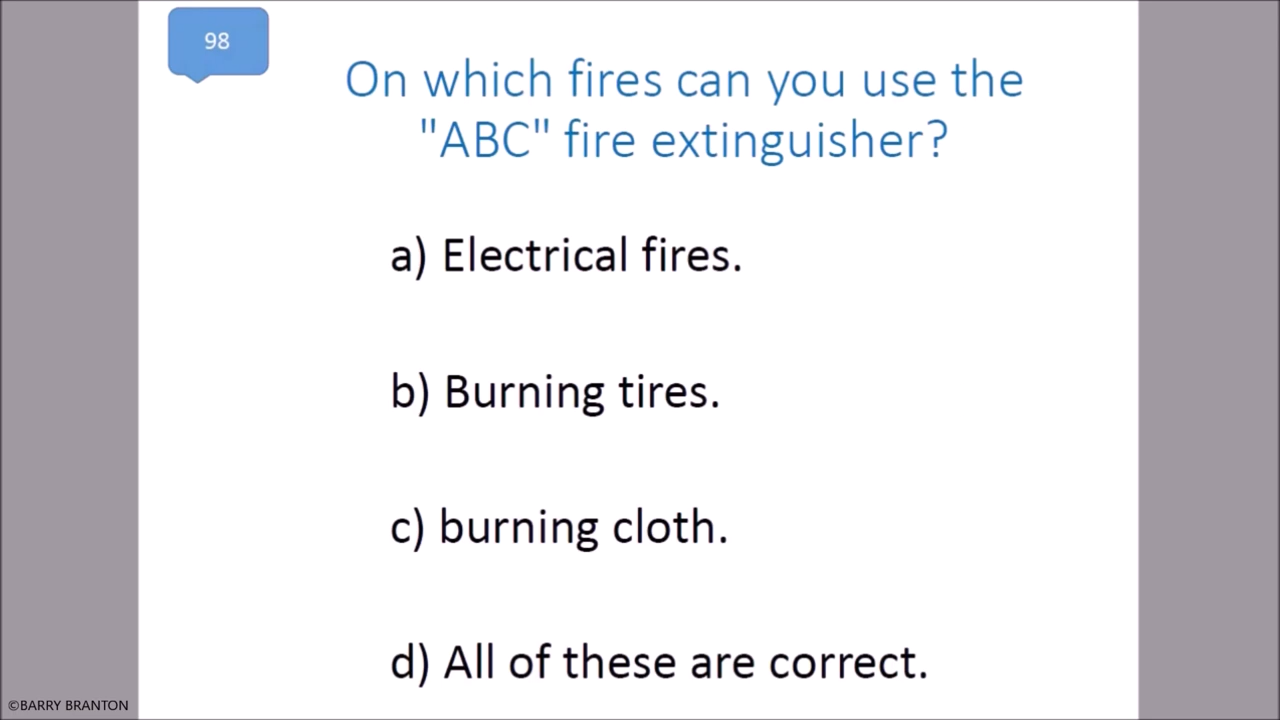 98
On which fires can you use the
"ABC" fire extinguisher?
a) Electrical fires.
b) Burning tires.
c) burning cloth.
d) All of these are correct.
©BARRY BRANTON